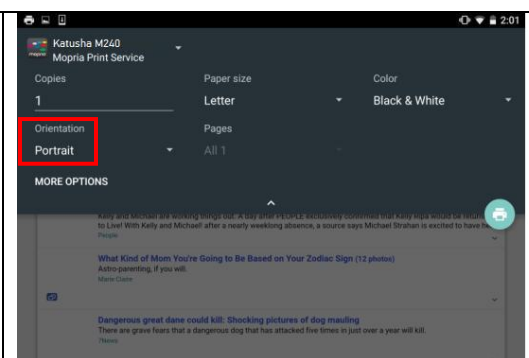 2:01
Katusha M240
mopria Mopria Print Service
Copies Paper size Color
1 Letter Black & White
Orientation Pages
Portrait All 1
MORE OPTIONS
Kelly and Michael are working things out. A day after PEOPLE exclusively confirmed that Kelly Ripa would be returning
to Live! With Kelly and Michaell after a nearly weeklong absence, a source says Michael Strahan is excited to have
People
What Kind of Mom You're Going to Be Based on Your Zodiac Sign (12 photos)
Astro-parenting, if you will.
Marie Claire
Dangerous great dane could kill: Shocking pictures of dog mauling
There are grave fears that a dangerous dog that has attacked five times in just over a year will kill.
7News